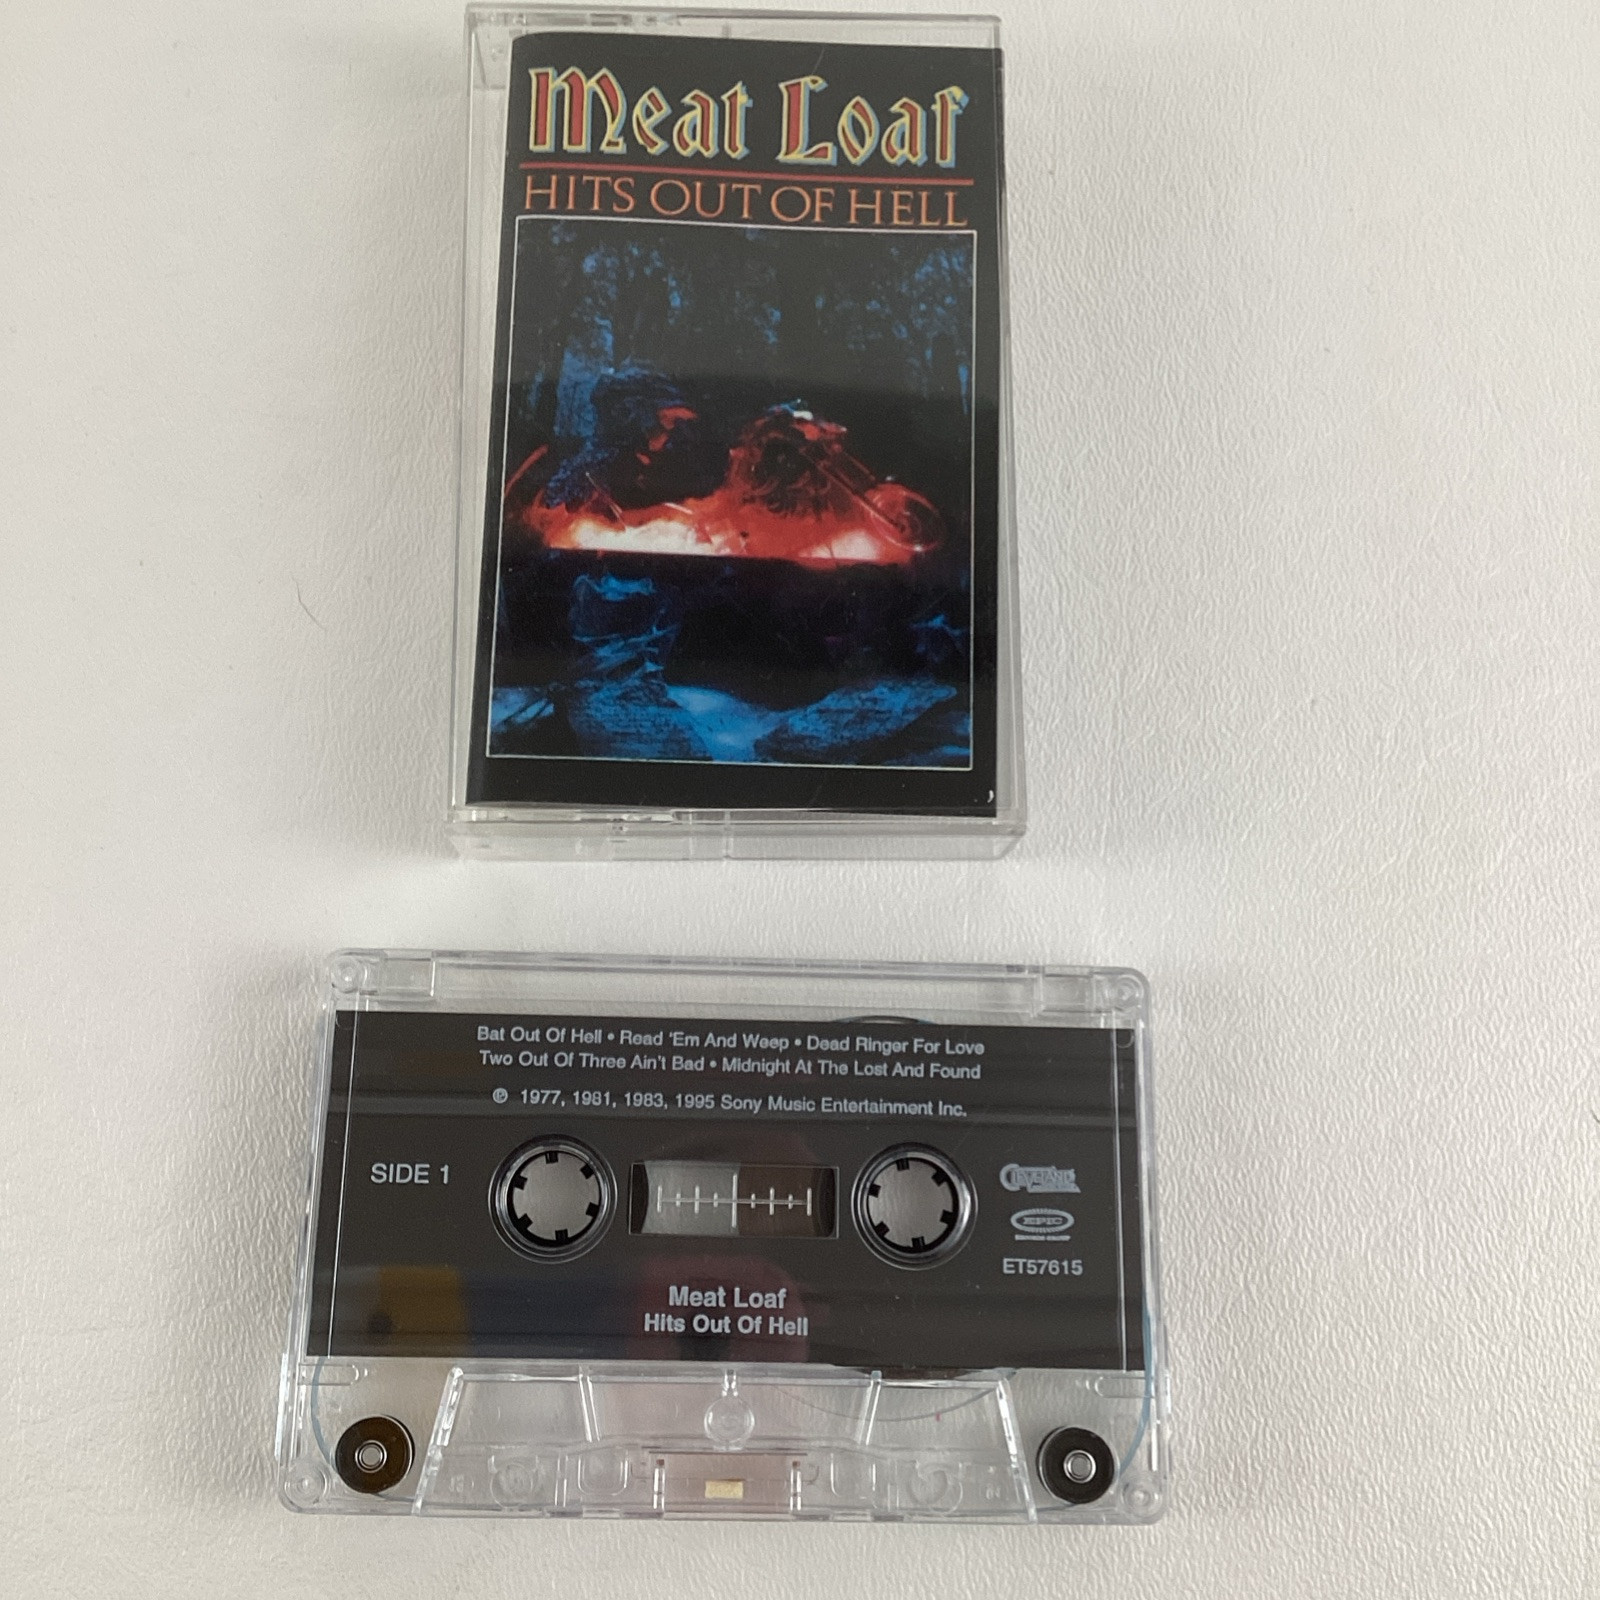 Meat Loaf
HITS OUT OF HELL
Bat Out Of Hell • Read 'Em And Weep • Dead Ringer For Love
Two Out Of Three Ain't Bad • Midnight At The Lost And Found
℗ 1977, 1981, 1983, 1995 Sony Music Entertainment Inc.
SIDE 1
CLEVELAND
EPIC
ET57615
Meat Loaf
Hits Out Of Hell